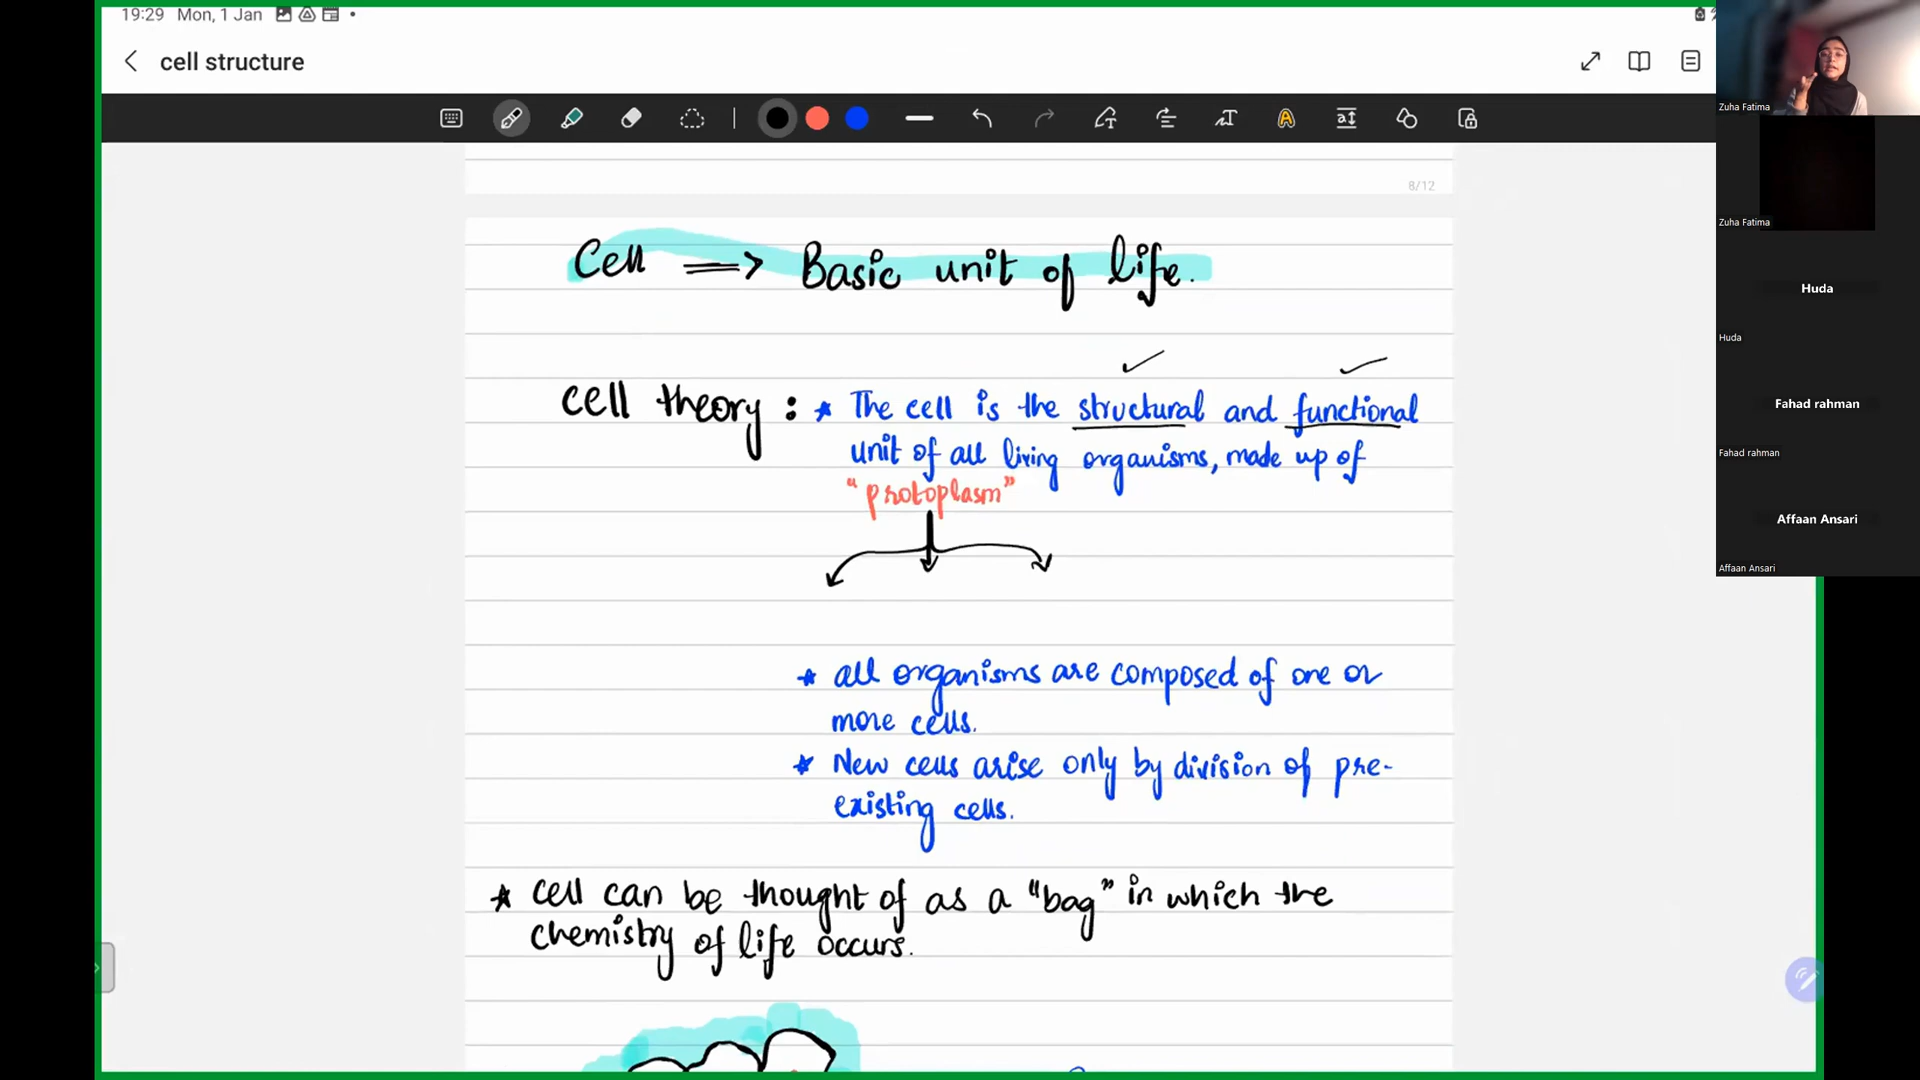 19:29 Mon, 1 Jan
cell structure
8/12
Cell => Basic unit of life.
cell theory: * The cell is the structural and functional
unit of all living organisms, made up of
"protoplasm"
* all organisms are composed of one or
more cells.
* New cells arise only by division of pre-
existing cells.
* cell can be thought of as a "bag" in which the
chemistry of life occurs.
Zuha Fatima
Zuha Fatima
Huda
Huda
Fahad rahman
Fahad rahman
Affaan Ansari
Affaan Ansari